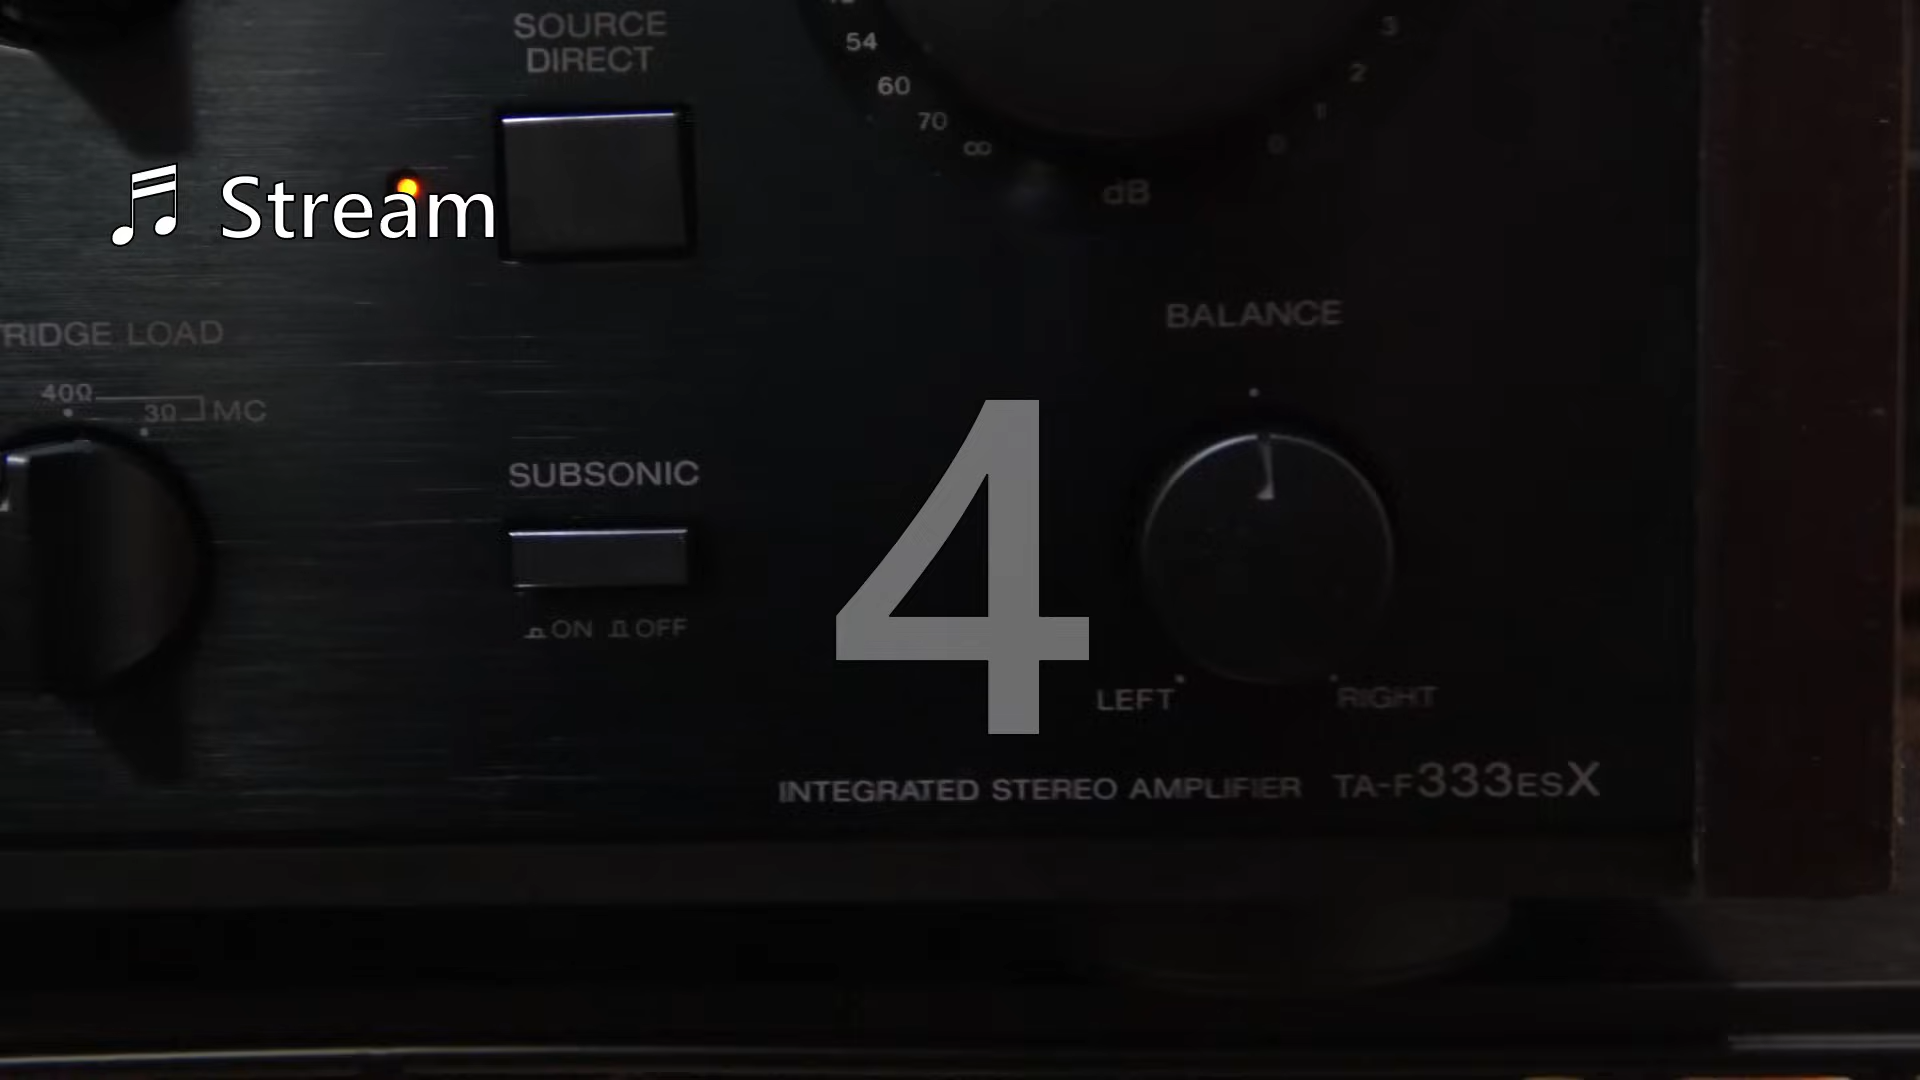 SOURCE
DIRECT
54
60
70
∞
3
2
1
0
dB
♫ Stream
BALANCE
RIDGE LOAD
40Ω
3Ω MC
4
SUBSONIC
ON OFF
LEFT
RIGHT
INTEGRATED STEREO AMPLIFIER TA-F333ESX